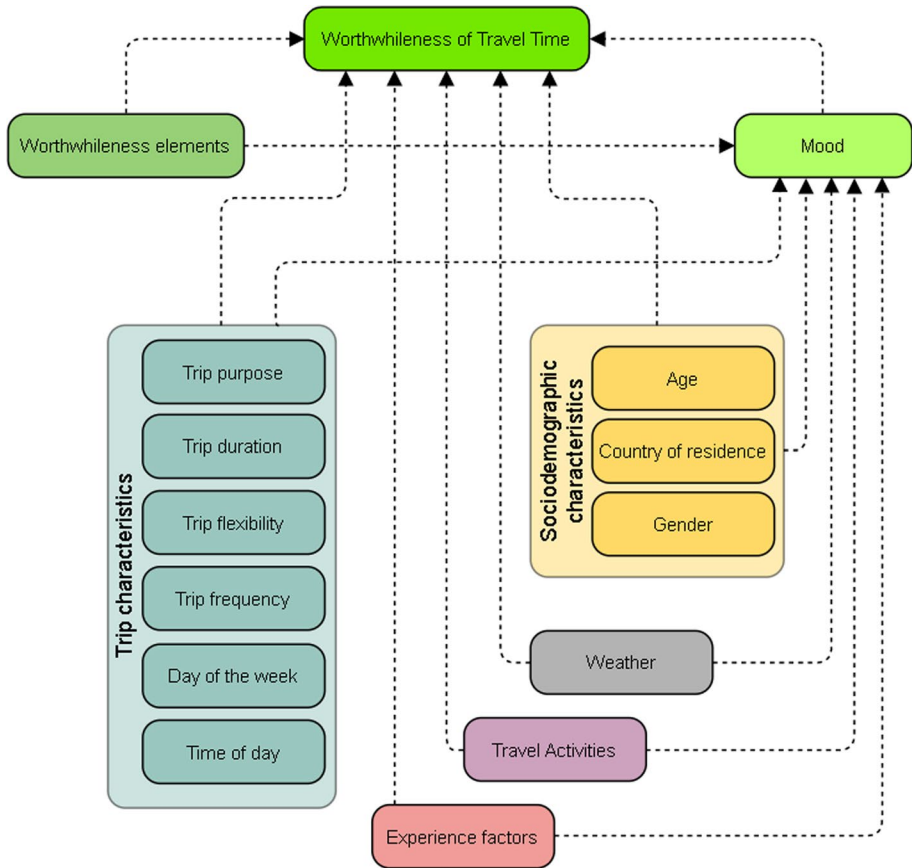 Worthwhileness of Travel Time
Worthwhileness elements
Mood
Trip characteristics
Trip purpose
Trip duration
Trip flexibility
Trip frequency
Day of the week
Time of day
Sociodemographic
characteristics
Age
Country of residence
Gender
Weather
Travel Activities
Experience factors